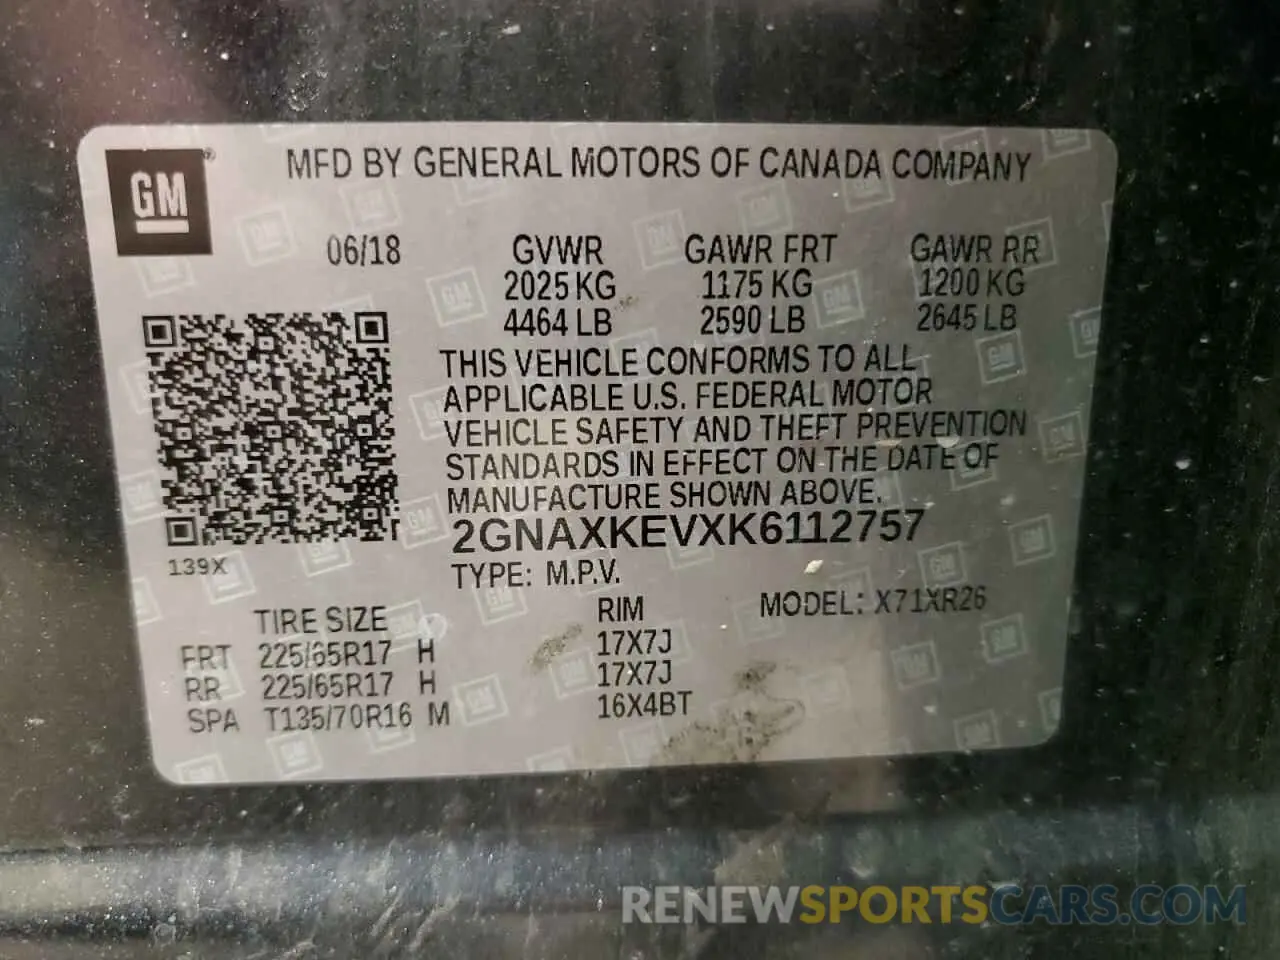 GM ® MFD BY GENERAL MOTORS OF CANADA COMPANY
06/18 GVWR GAWR FRT GAWR RR
2025 KG 1175 KG 1200 KG
4464 LB 2590 LB 2645 LB
THIS VEHICLE CONFORMS TO ALL
APPLICABLE U.S. FEDERAL MOTOR
VEHICLE SAFETY AND THEFT PREVENTION
STANDARDS IN EFFECT ON THE DATE OF
MANUFACTURE SHOWN ABOVE.
2GNAXKEVXK6112757
139X
TYPE: M.P.V.
TIRE SIZE RIM MODEL: X71XR26
FRT 225/65R17 H 17X7J
RR 225/65R17 H 17X7J
SPA T135/70R16 M 16X4BT
RENEWSPORTSCARS.COM